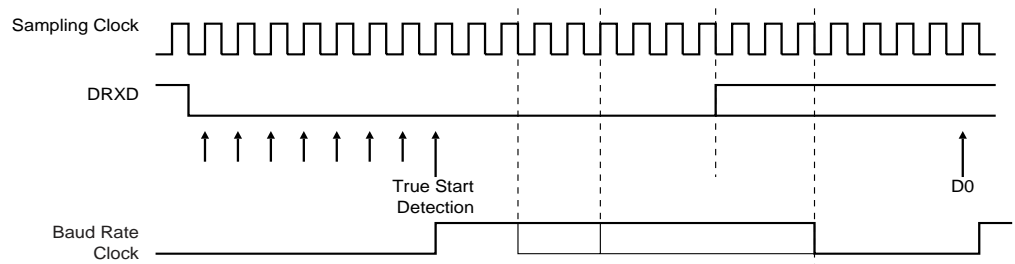 Sampling Clock
DRXD
True Start
Detection
D0
Baud Rate
Clock